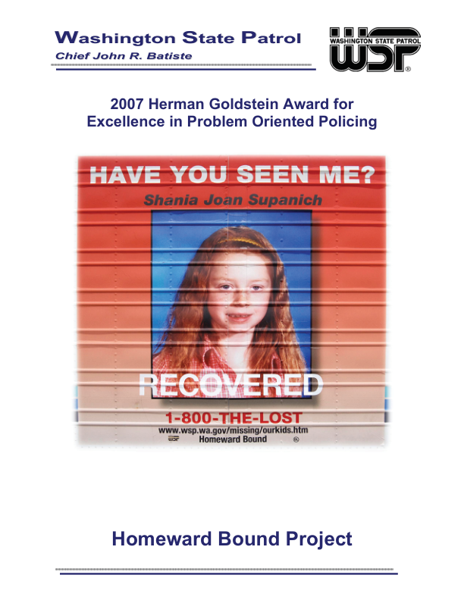 Washington State Patrol
Chief John R. Batiste
WASHINGTON STATE PATROL
WSP
®
2007 Herman Goldstein Award for
Excellence in Problem Oriented Policing
HAVE YOU SEEN ME?
Shania Joan Supanich
RECOVERED
1-800-THE-LOST
www.wsp.wa.gov/missing/ourkids.htm
Homeward Bound
Homeward Bound Project